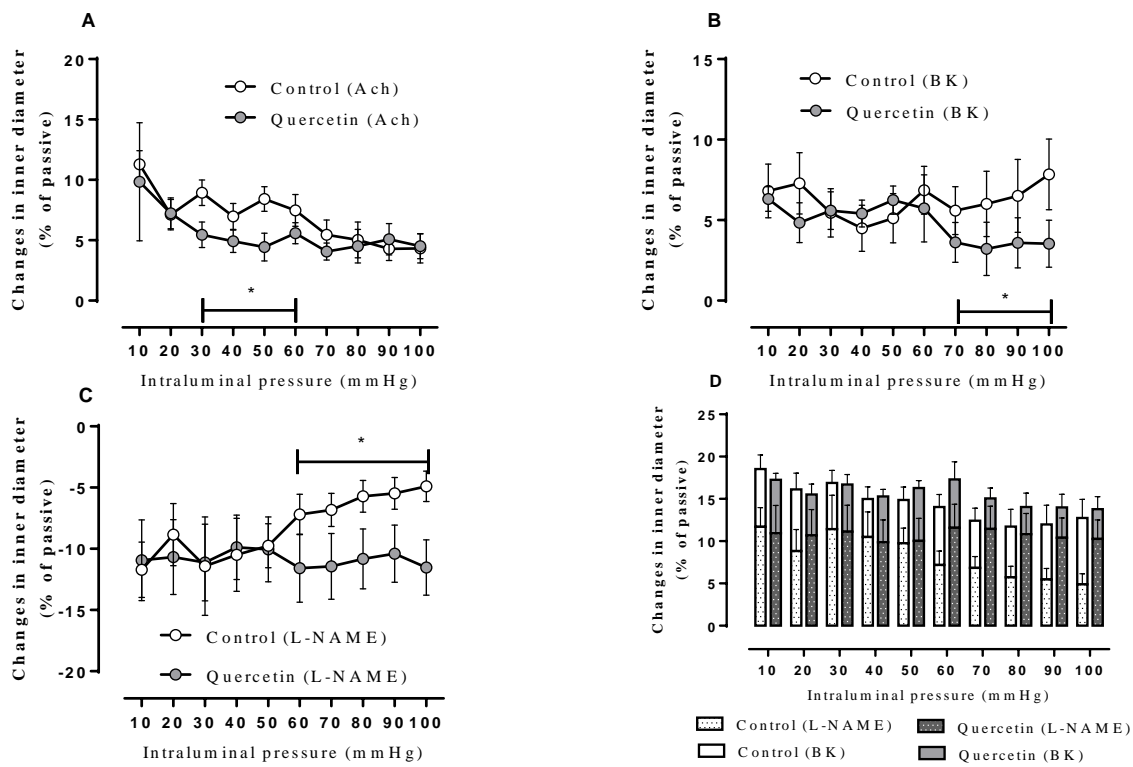 A
Changes in inner diameter
(% of passive)
20
15
10
5
0
Control (Ach)
Quercetin (Ach)
*
10 20 30 40 50 60 70 80 90 100
Intraluminal pressure (mmHg)
B
Changes in inner diameter
(% of passive)
15
10
5
0
Control (BK)
Quercetin (BK)
*
10 20 30 40 50 60 70 80 90 100
Intraluminal pressure (mmHg)
C
Changes in inner diameter
(% of passive)
0
-5
-10
-15
-20
*
Control (L-NAME)
Quercetin (L-NAME)
10 20 30 40 50 60 70 80 90 100
Intraluminal pressure (mmHg)
D
Changes in inner diameter
(% of passive)
25
20
15
10
5
0
10 20 30 40 50 60 70 80 90 100
Intraluminal pressure (mmHg)
Control (L-NAME)
Quercetin (L-NAME)
Control (BK)
Quercetin (BK)